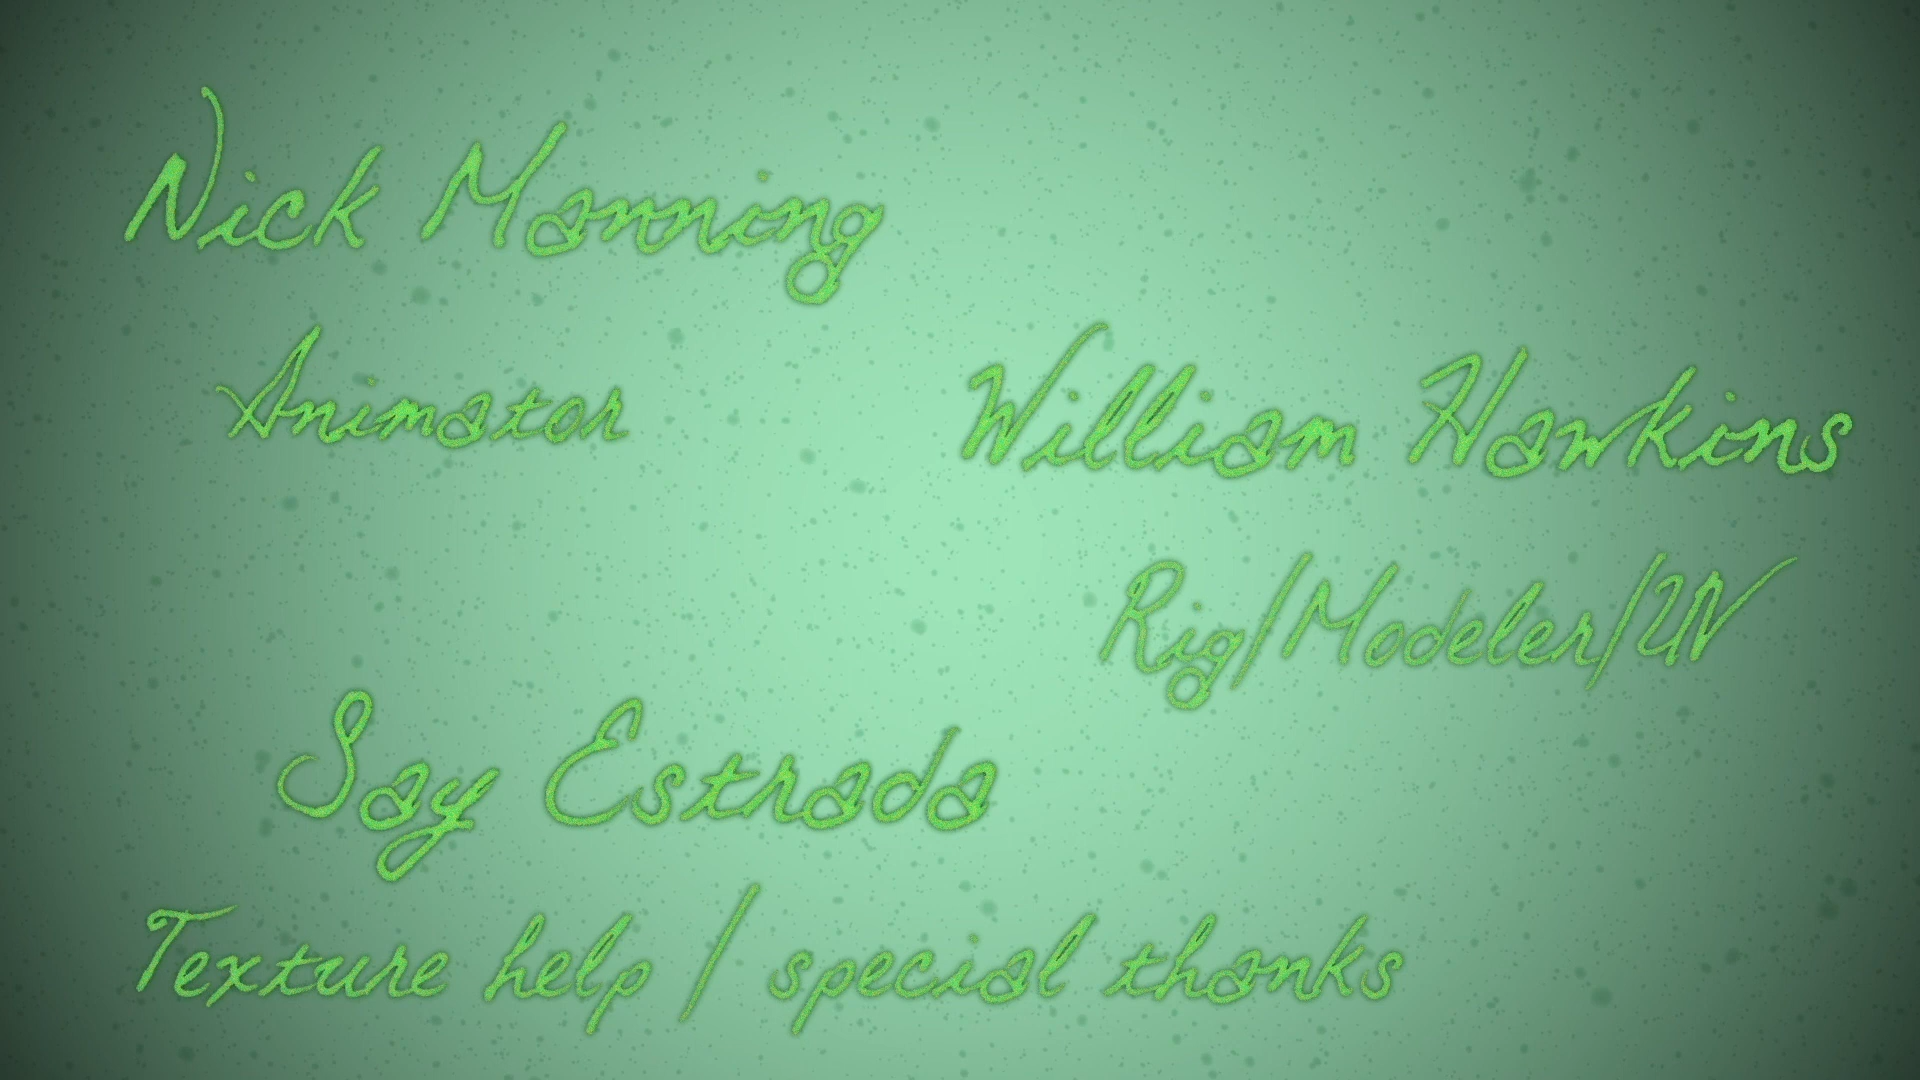 Nick Manning
Animator
William Hawkins
Rig/Modeler/UV
Say Estrada
Texture help / special thanks